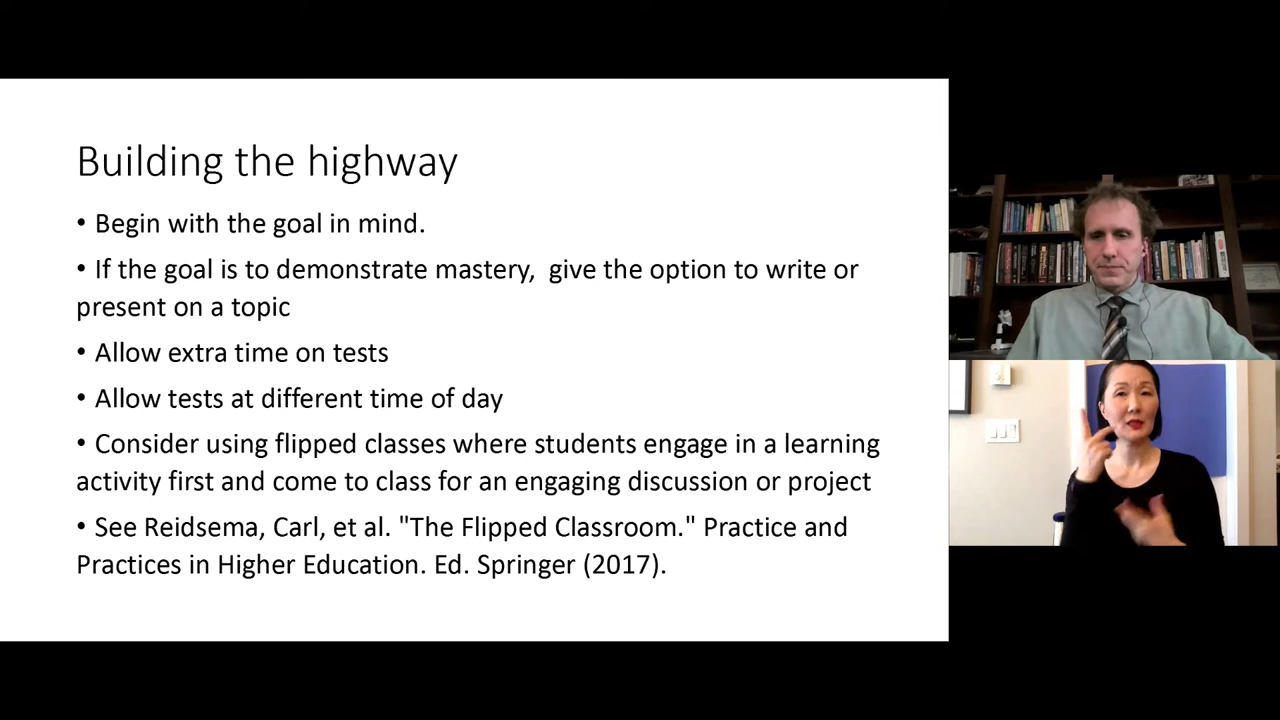 Building the highway
• Begin with the goal in mind.
• If the goal is to demonstrate mastery,  give the option to write or
present on a topic
• Allow extra time on tests
• Allow tests at different time of day
• Consider using flipped classes where students engage in a learning
activity first and come to class for an engaging discussion or project
• See Reidsema, Carl, et al. "The Flipped Classroom." Practice and
Practices in Higher Education. Ed. Springer (2017).